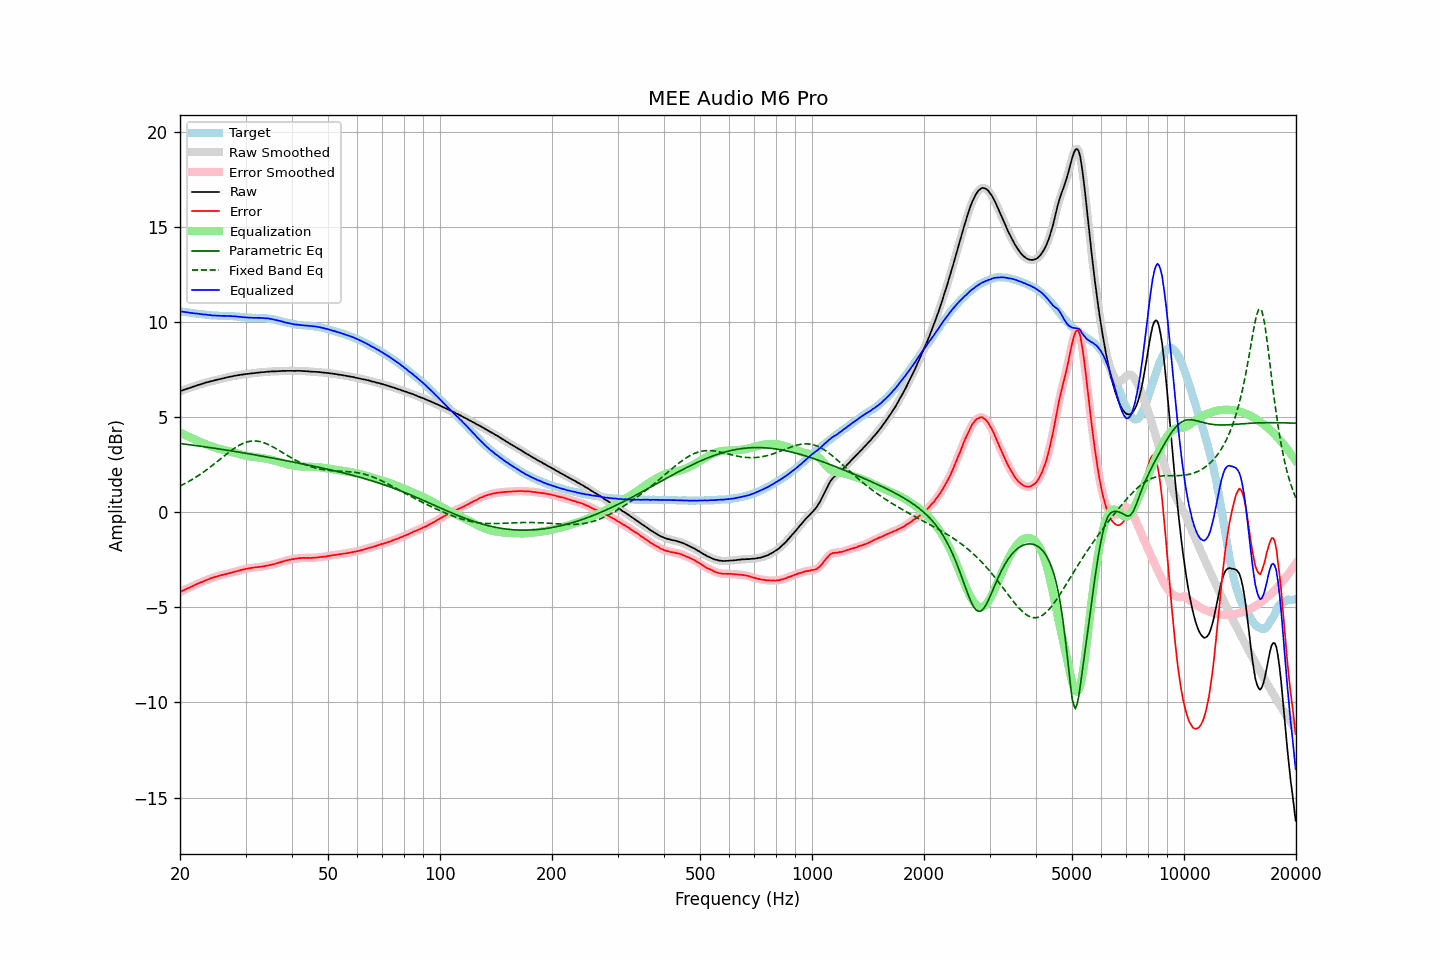 MEE Audio M6 Pro
20
15
10
5
0
−5
−10
−15
Amplitude (dBr)
Target
Raw Smoothed
Error Smoothed
Raw
Error
Equalization
Parametric Eq
Fixed Band Eq
Equalized
20 50 100 200 500 1000 2000 5000 10000 20000
Frequency (Hz)